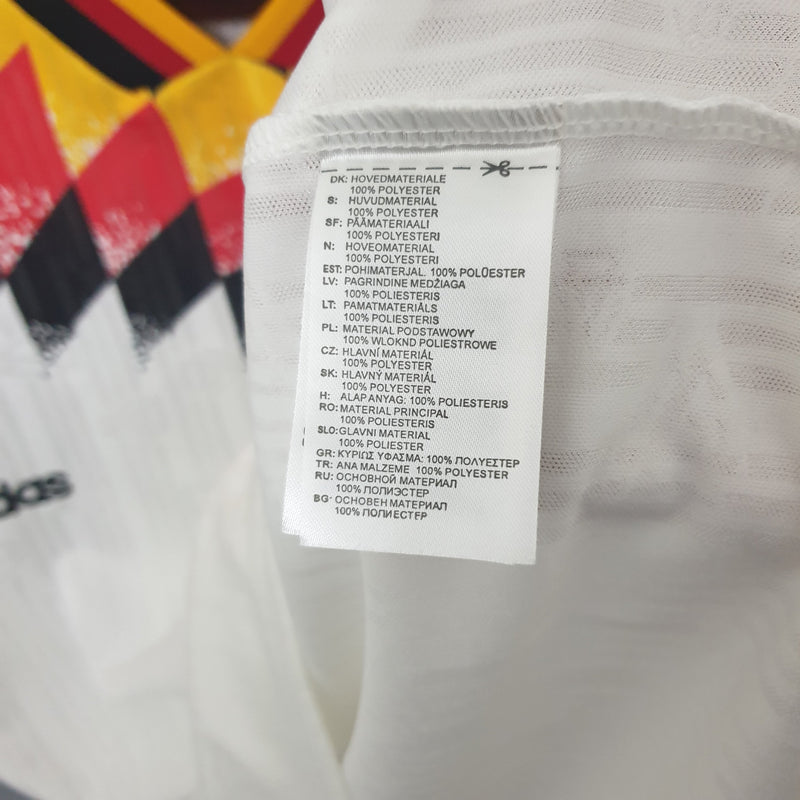 DK: HOVEDMATERIALE
100% POLYESTER
S: HUVUDMATERIAL
100% POLYESTER
SF: PÄÄMATERIAALI
100% POLYESTERI
N: HOVEOMATERIAL
100% POLYESTERI
EST: POHIMATERJAL. 100% POLÜESTER
LV: PAGRINDINE MEDŽIAGA
100% POLIESTERIS
LT: PAMATMATERIĀLS
100% POLIESTERIS
PL: MATERIAL PODSTAWOWY
100% WLOKND POLIESTROWE
CZ: HLAVNÍ MATERIÁL
100% POLYESTER
SK: HLAVNÝ MATERIÁL
100% POLYESTER
H: ALAPANYAG: 100% POLIESTERIS
RO: MATERIAL PRINCIPAL
100% POLIESTERIS
SLO: GLAVNI MATERIAL
100% POLIESTER
GR: ΚΥΡΙΩΣ ΥΦΑΣΜΑ: 100% ΠΟΛΥΕΣΤΕΡ
TR: ANA MALZEME 100% POLYESTER
RU: ОСНОВНОЙ МАТЕРИАЛ
100% ПОЛИЭСТЕР
BG: ОСНОВЕН МАТЕРИАЛ
100% ПОЛИЕСТЕР